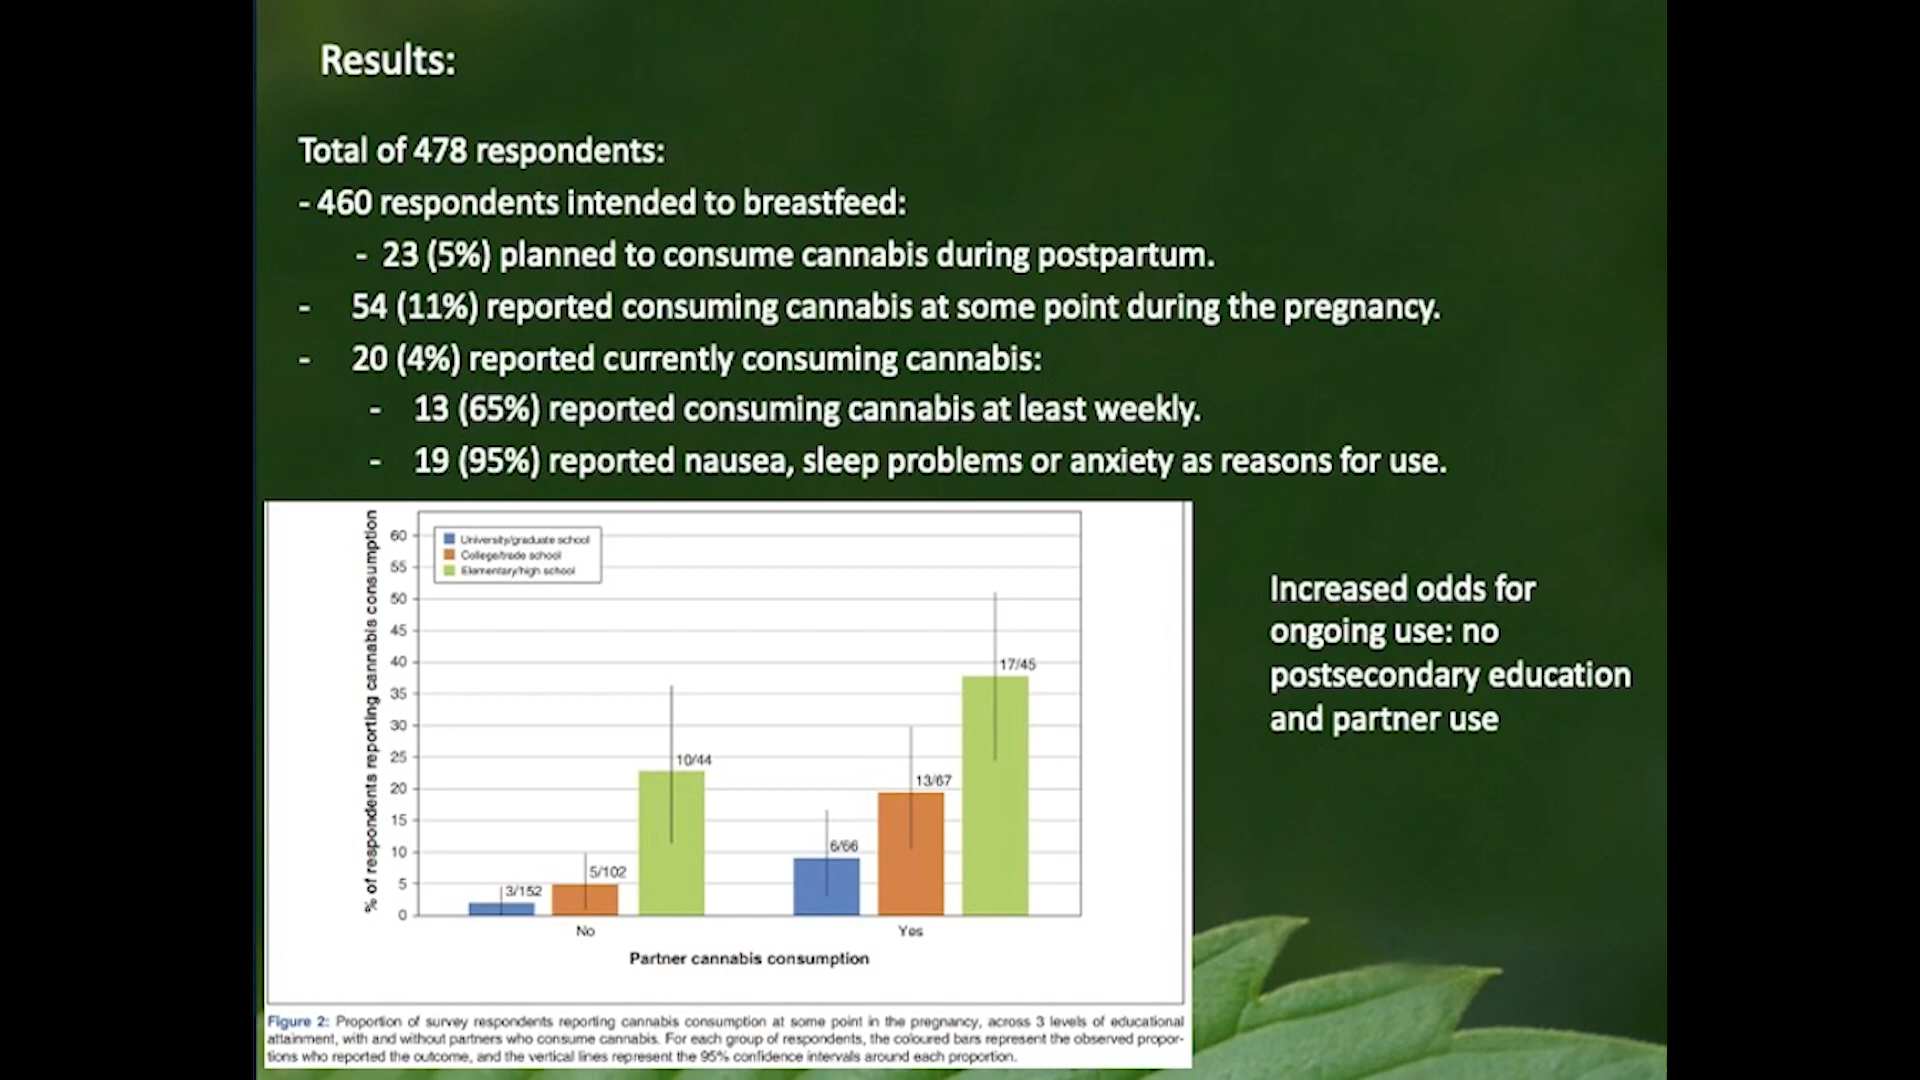 Results:
Total of 478 respondents:
- 460 respondents intended to breastfeed:
- 23 (5%) planned to consume cannabis during postpartum.
- 54 (11%) reported consuming cannabis at some point during the pregnancy.
- 20 (4%) reported currently consuming cannabis:
- 13 (65%) reported consuming cannabis at least weekly.
- 19 (95%) reported nausea, sleep problems or anxiety as reasons for use.
% of respondents reporting cannabis consumption
60
55
50
45
40
35
30
25
20
15
10
5
0
University/graduate school
College/trade school
Elementary/high school
3/152
5/102
10/44
6/66
13/67
17/45
No
Yes
Partner cannabis consumption
Increased odds for
ongoing use: no
postsecondary education
and partner use
Figure 2: Proportion of survey respondents reporting cannabis consumption at some point in the pregnancy, across 3 levels of educational
attainment, with and without partners who consume cannabis. For each group of respondents, the coloured bars represent the observed propor-
tions who reported the outcome, and the vertical lines represent the 95% confidence intervals around each proportion.